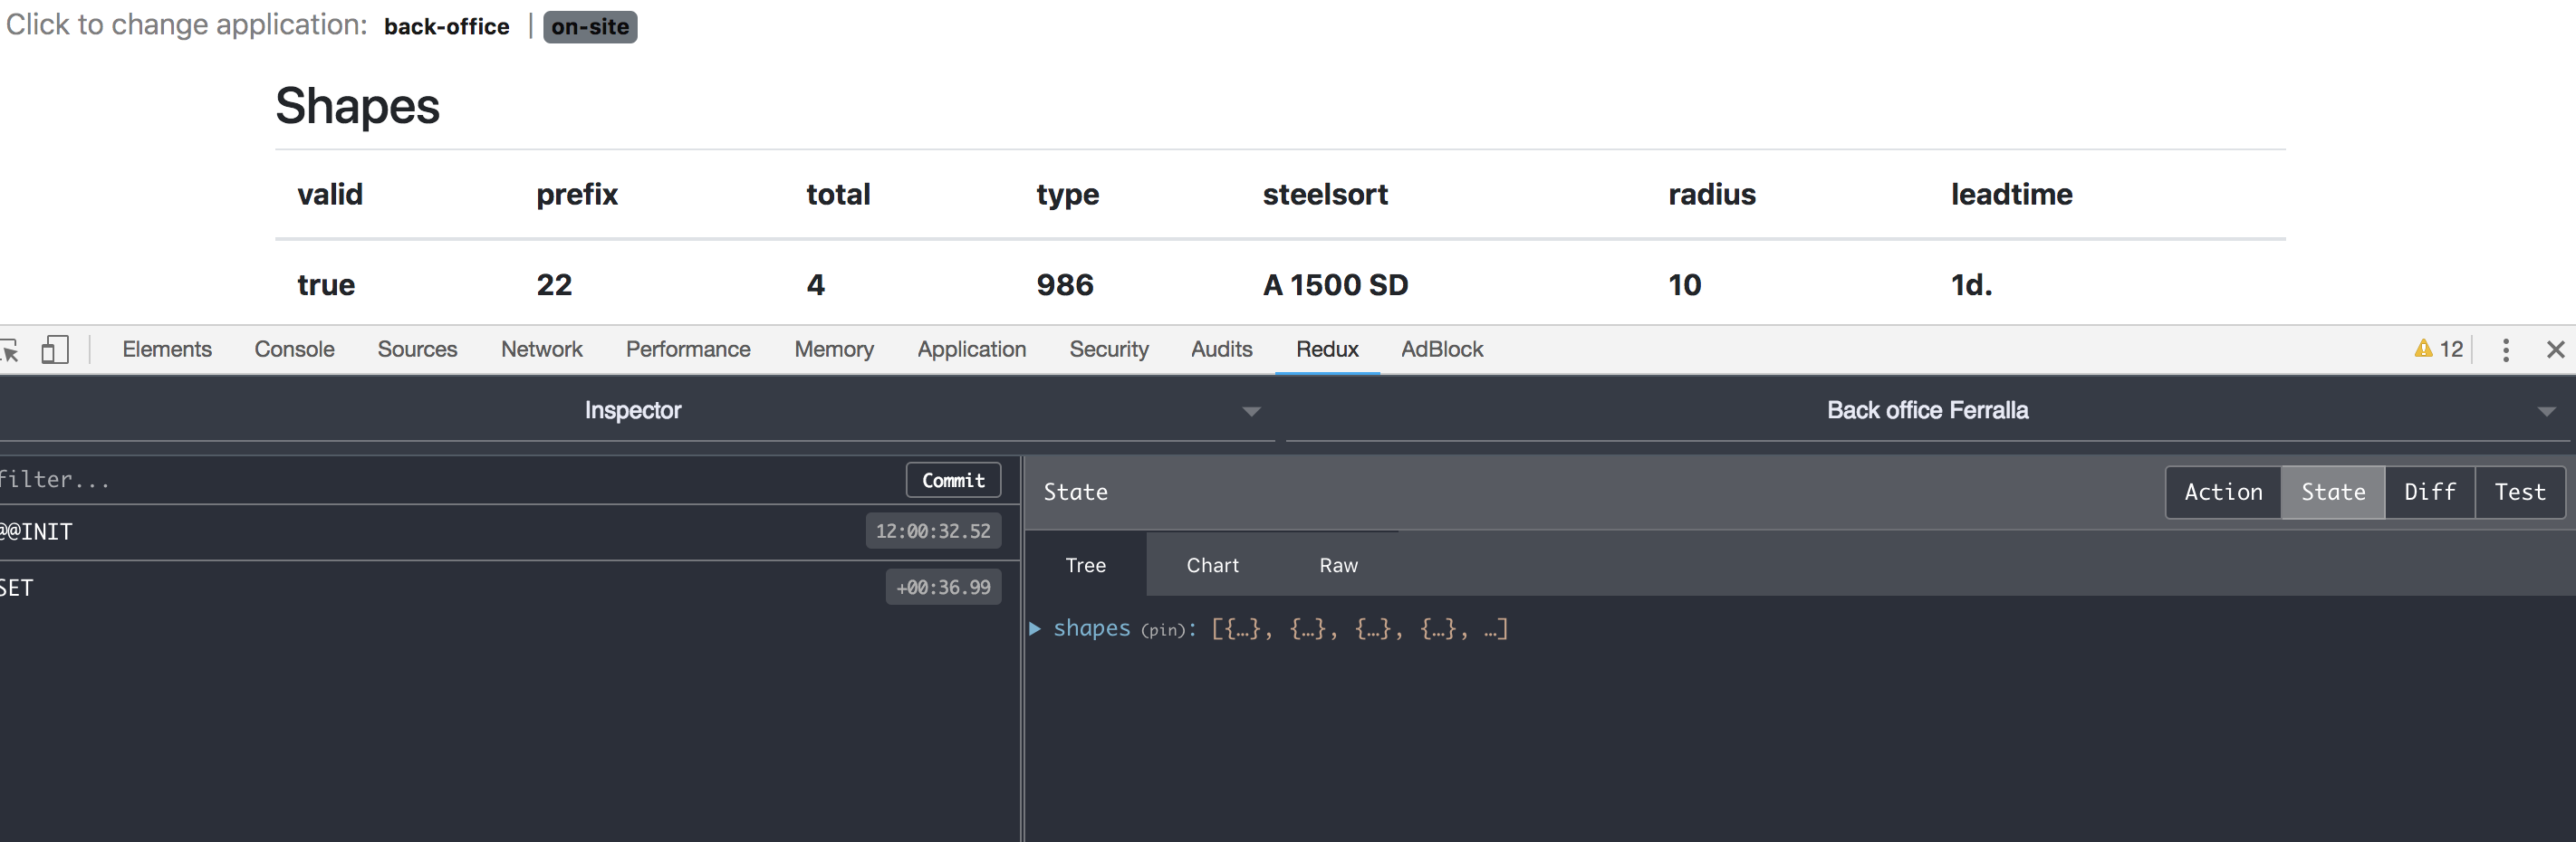 Click to change application: back-office | on-site
Shapes
valid prefix total type steelsort radius leadtime
true 22 4 986 A 1500 SD 10 1d.
Elements Console Sources Network Performance Memory Application Security Audits Redux AdBlock 12
Inspector Back office Ferralla
filter... Commit
State Action State Diff Test
@@INIT 12:00:32.52
Tree Chart Raw
SET +00:36.99
shapes (pin): [{…}, {…}, {…}, {…}, …]